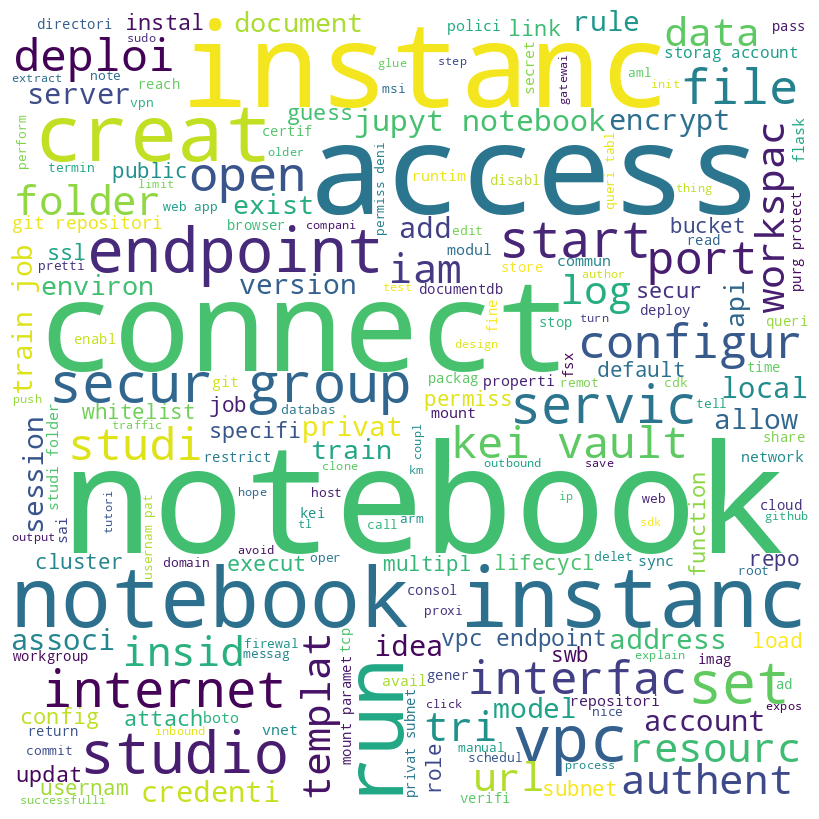 directori instal document polici link rule data pass
sudo
deploi instanc storag account
extract note glue step secret gatewai aml init
server reach msi file
vpn
perform creat guess jupyt notebook encrypt flask
certif
termin public open older access permiss deni runtim disabl queri tabl thing workspac
limit
folder web app exist
git repositori browser compani add edit bucket
ssl endpoint iam modul commun start port read purg protect
pretti
environ version store author log secur api
test documentdb fine stop turn deploy queri
train job enabl connect design configur
fsx default time
push secur group git packag properti remot cdk tell local
whitelist job databas permiss mount servic allow
traffic specifi privat share
session studi folder studi restrict train coupl kei vault network
clone outbound save function
km ip
output sai tutori usernam pat notebook hope host kei call arm web cloud
tl sdk github
avoid
cluster domain oper execut multipl lifecycl delet sync root repo
notebook instanc consol
proxi
associ insid templat tcp idea vpc endpoint address load
workgroup firewal messag swb imag explain
internet mount paramet run avail gener interfac set ad
config attach boto click model repositori account expos
return vnet privat subnet tri nice
commit inbound studio role manual vpc resourc
updat schedul process
usernam credenti url subnet authent
successfulli verifi